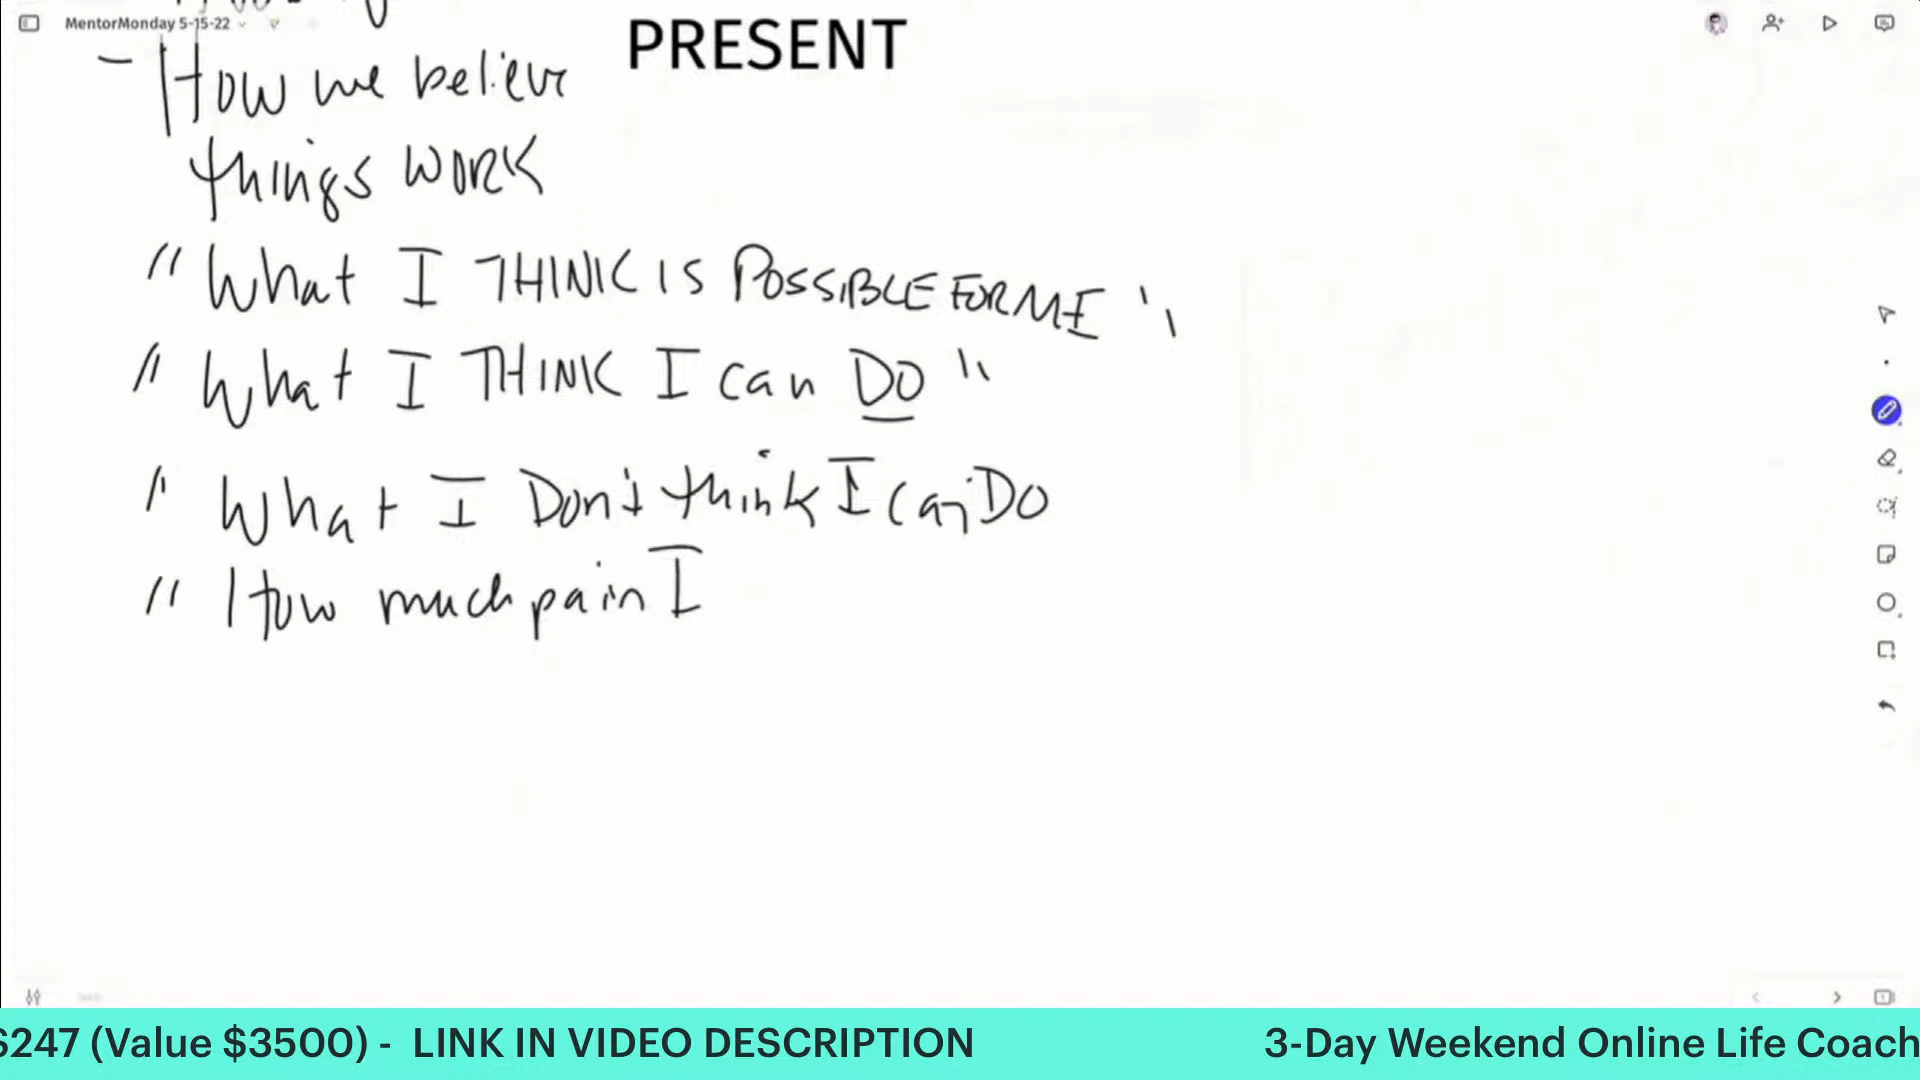 MentorMonday 5-15-22
PRESENT
- How we believe
things WORK
" What I THINK IS POSSIBLE FOR ME "
" What I THINK I can DO "
" What I Don't think I can DO
" How much pain I
$247 (Value $3500) - LINK IN VIDEO DESCRIPTION 3-Day Weekend Online Life Coach